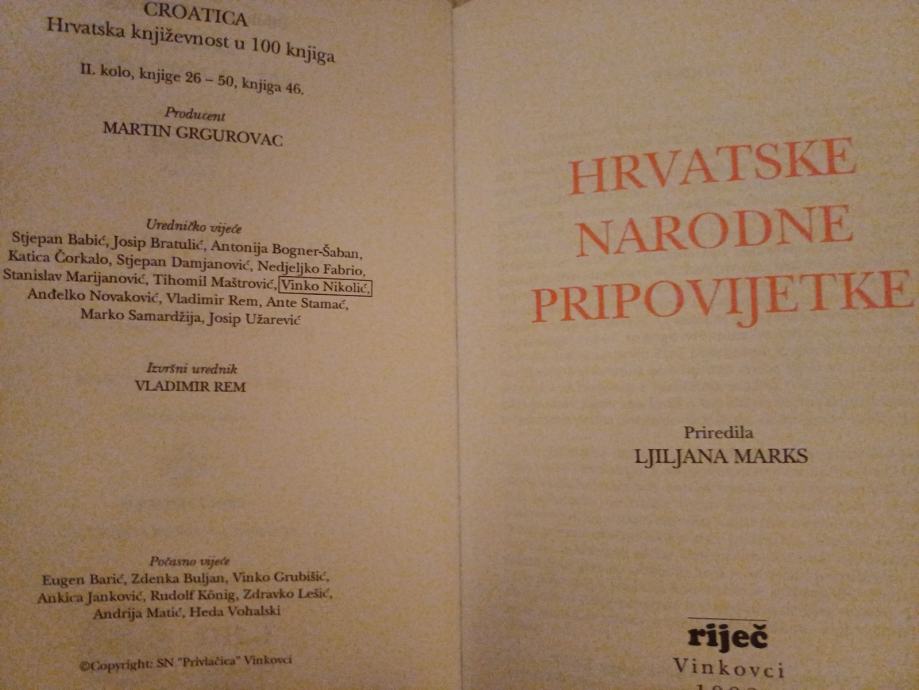 CROATICA
Hrvatska književnost u 100 knjiga
II. kolo, knjige 26 – 50, knjiga 46.
Producent
MARTIN GRGUROVAC
Uredničko vijeće
Stjepan Babić, Josip Bratulić, Antonija Bogner-Šaban,
Katica Čorkalo, Stjepan Damjanović, Nedjeljko Fabrio,
Stanislav Marijanović, Tihomil Maštrović, Vinko Nikolić,
Anđelko Novaković, Vladimir Rem, Ante Stamać,
Marko Samardžija, Josip Užarević
Izvršni urednik
VLADIMIR REM
Počasno vijeće
Eugen Barić, Zdenka Buljan, Vinko Grubišić,
Ankica Janković, Rudolf König, Zdravko Lešić,
Andrija Matić, Heda Vohalski
©Copyright: SN "Privlačica" Vinkovci
HRVATSKE
NARODNE
PRIPOVIJETKE
Priredila
LJILJANA MARKS
riječ
Vinkovci